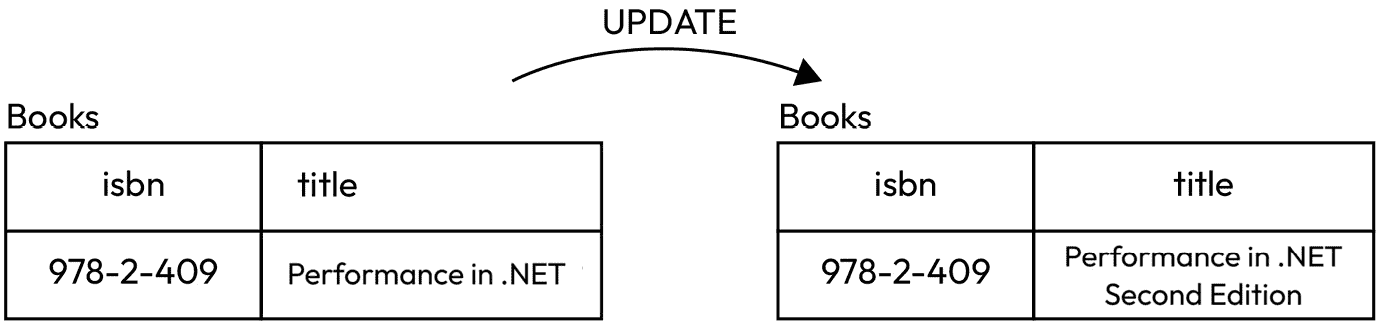 UPDATE
Books
isbn title
978-2-409 Performance in .NET
Books
isbn title
978-2-409 Performance in .NET
Second Edition